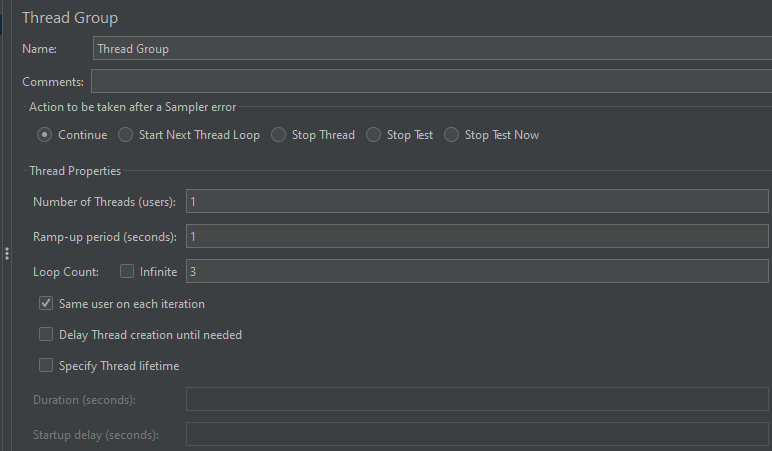 Thread Group
Name: Thread Group
Comments:
Action to be taken after a Sampler error
Continue Start Next Thread Loop Stop Thread Stop Test Stop Test Now
Thread Properties
Number of Threads (users): 1
Ramp-up period (seconds): 1
Loop Count: Infinite 3
Same user on each iteration
Delay Thread creation until needed
Specify Thread lifetime
Duration (seconds):
Startup delay (seconds):